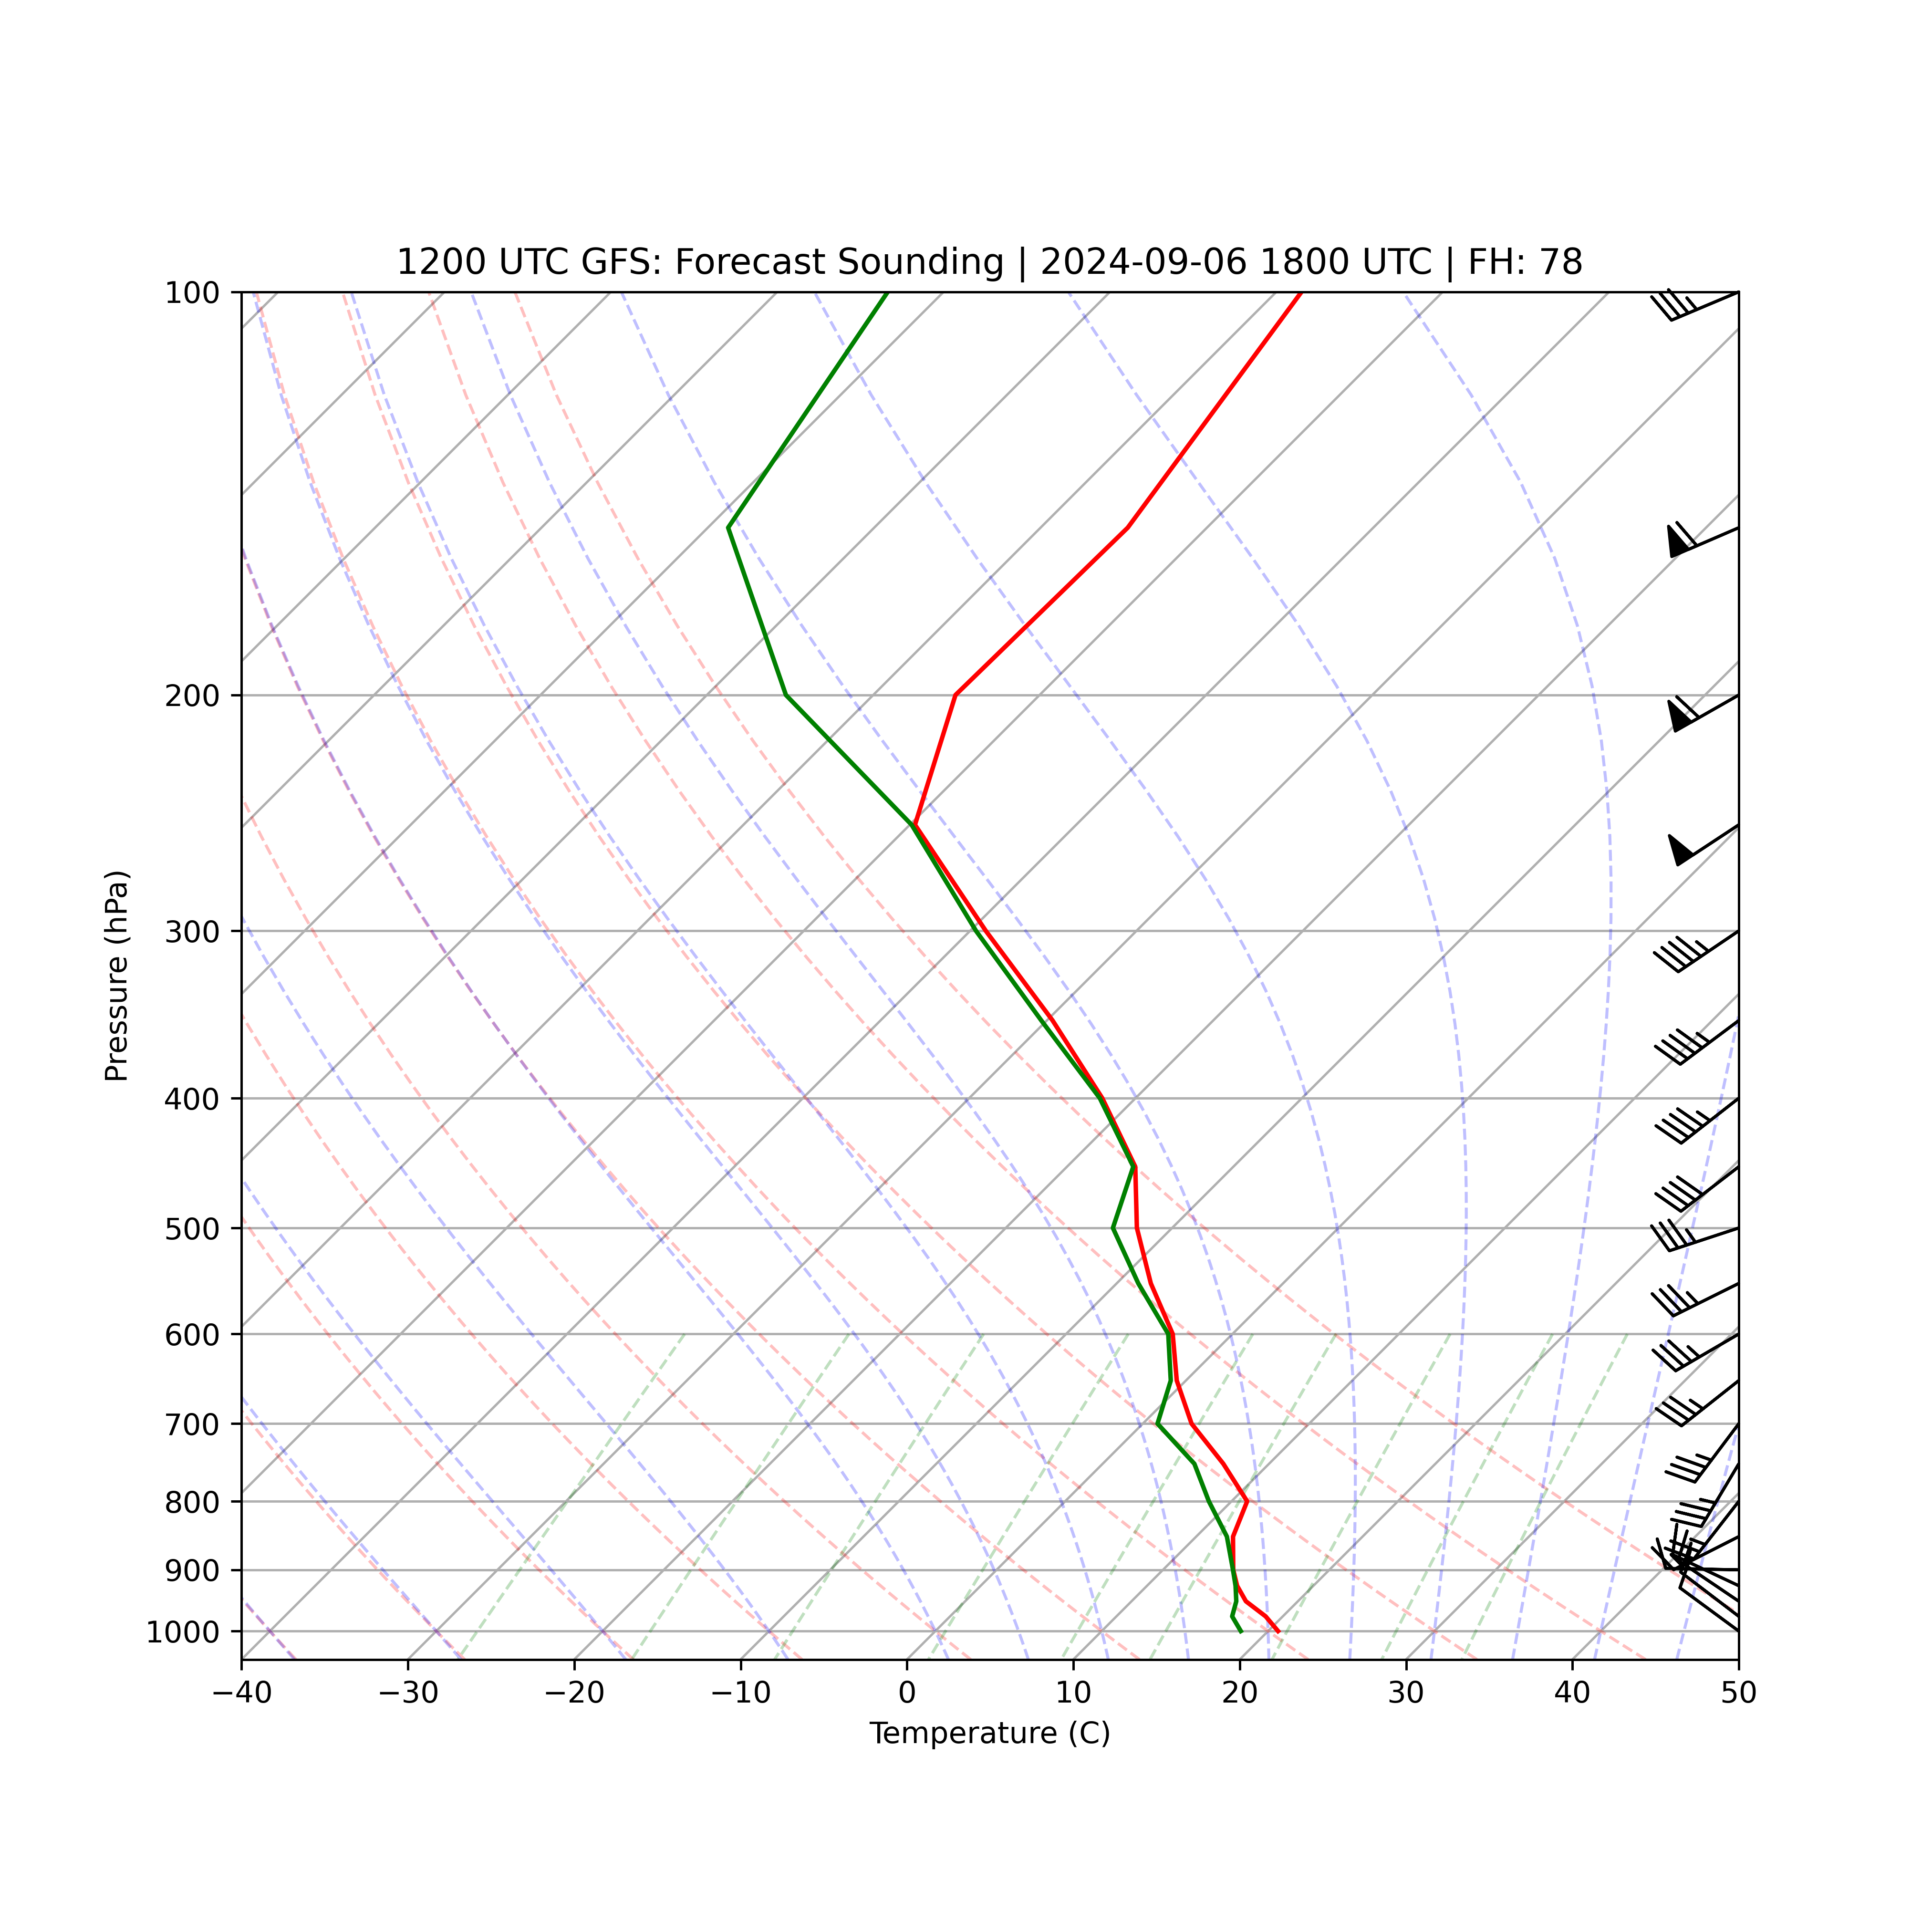 1200 UTC GFS: Forecast Sounding | 2024-09-06 1800 UTC | FH: 78
100
200
300
400
500
600
700
800
900
1000
Pressure (hPa)
−40 −30 −20 −10 0 10 20 30 40 50
Temperature (C)